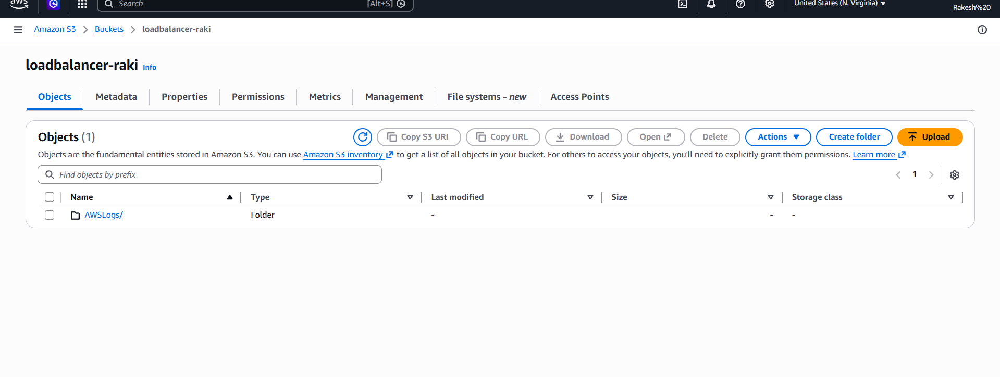 aws
Search [Alt+S]
United States (N. Virginia)
Rakesh%20
Amazon S3 Buckets loadbalancer-raki
loadbalancer-raki Info
Objects Metadata Properties Permissions Metrics Management File systems - new Access Points
Objects (1) Copy S3 URI Copy URL Download Open Delete Actions Create folder Upload
Objects are the fundamental entities stored in Amazon S3. You can use Amazon S3 inventory to get a list of all objects in your bucket. For others to access your objects, you'll need to explicitly grant them permissions. Learn more
Find objects by prefix 1
Name Type Last modified Size Storage class
AWSLogs/ Folder - - -